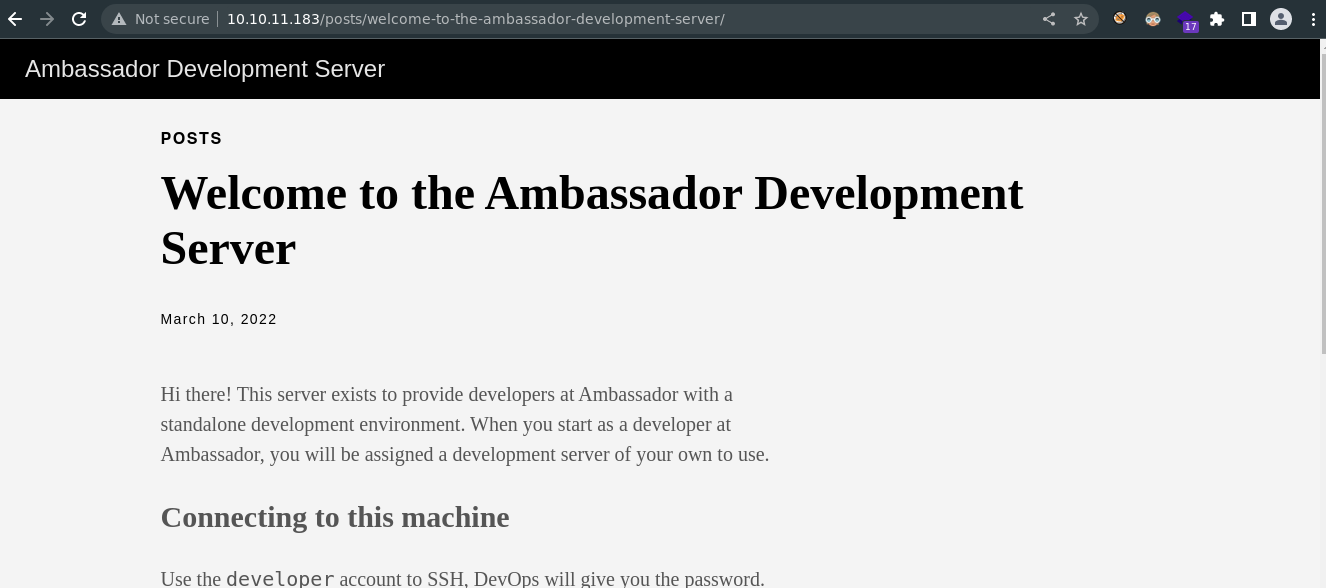 Not secure | 10.10.11.183/posts/welcome-to-the-ambassador-development-server/
17
Ambassador Development Server
POSTS
Welcome to the Ambassador Development
Server
March 10, 2022
Hi there! This server exists to provide developers at Ambassador with a
standalone development environment. When you start as a developer at
Ambassador, you will be assigned a development server of your own to use.
Connecting to this machine
Use the developer account to SSH, DevOps will give you the password.